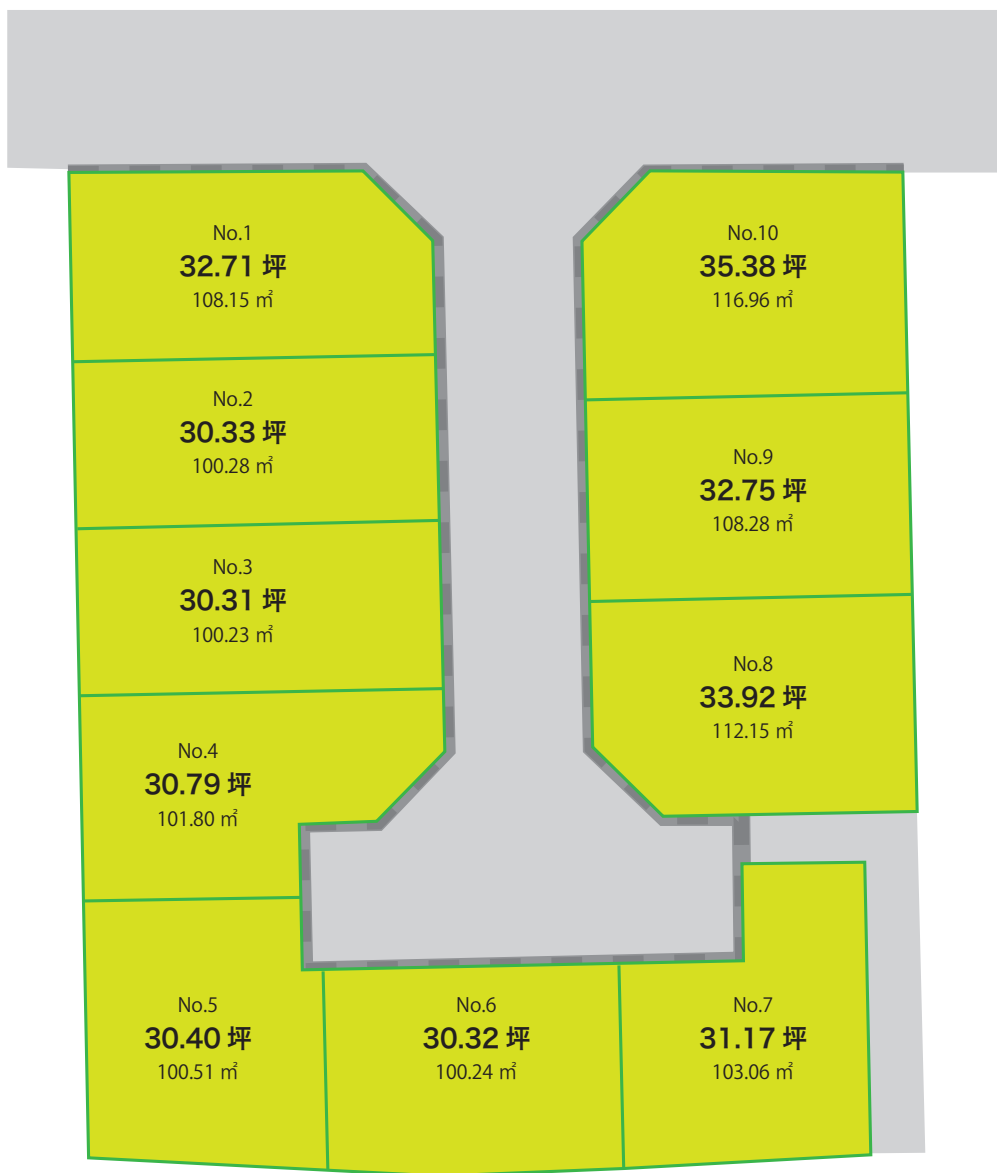 No.1
32.71 坪
108.15 ㎡
No.2
30.33 坪
100.28 ㎡
No.3
30.31 坪
100.23 ㎡
No.4
30.79 坪
101.80 ㎡
No.5
30.40 坪
100.51 ㎡
No.6
30.32 坪
100.24 ㎡
No.7
31.17 坪
103.06 ㎡
No.8
33.92 坪
112.15 ㎡
No.9
32.75 坪
108.28 ㎡
No.10
35.38 坪
116.96 ㎡